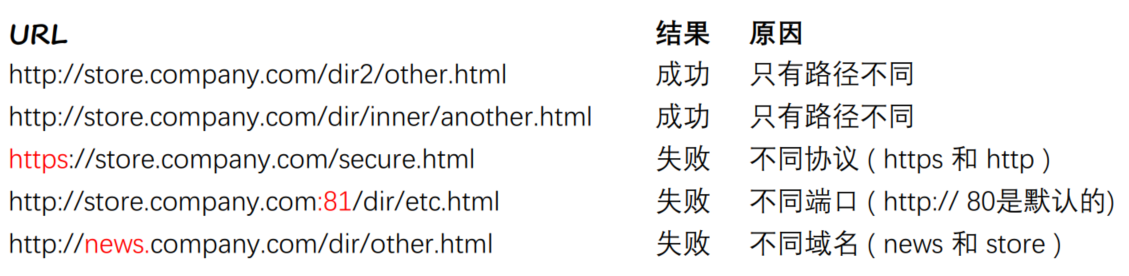 URL 结果 原因
http://store.company.com/dir2/other.html 成功 只有路径不同
http://store.company.com/dir/inner/another.html 成功 只有路径不同
https://store.company.com/secure.html 失败 不同协议 ( https 和 http )
http://store.company.com:81/dir/etc.html 失败 不同端口 ( http:// 80是默认的)
http://news.company.com/dir/other.html 失败 不同域名 ( news 和 store )